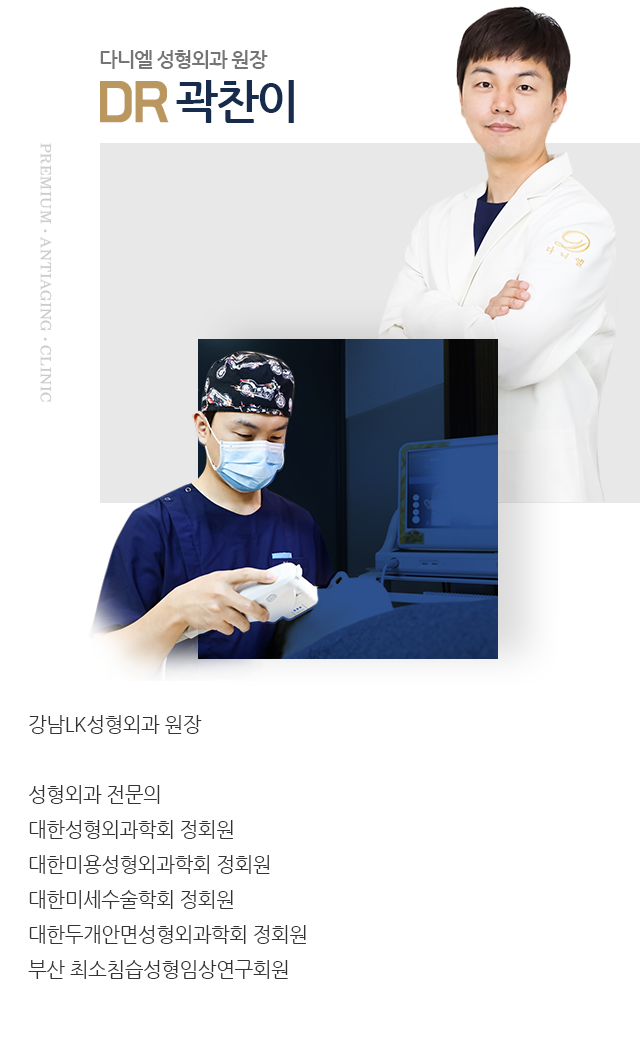 다니엘 성형외과 원장
DR 곽찬이
PREMIUM · ANTIAGING · CLINIC
다니엘
강남LK성형외과 원장
성형외과 전문의
대한성형외과학회 정회원
대한미용성형외과학회 정회원
대한미세수술학회 정회원
대한두개안면성형외과학회 정회원
부산 최소침습성형임상연구회원